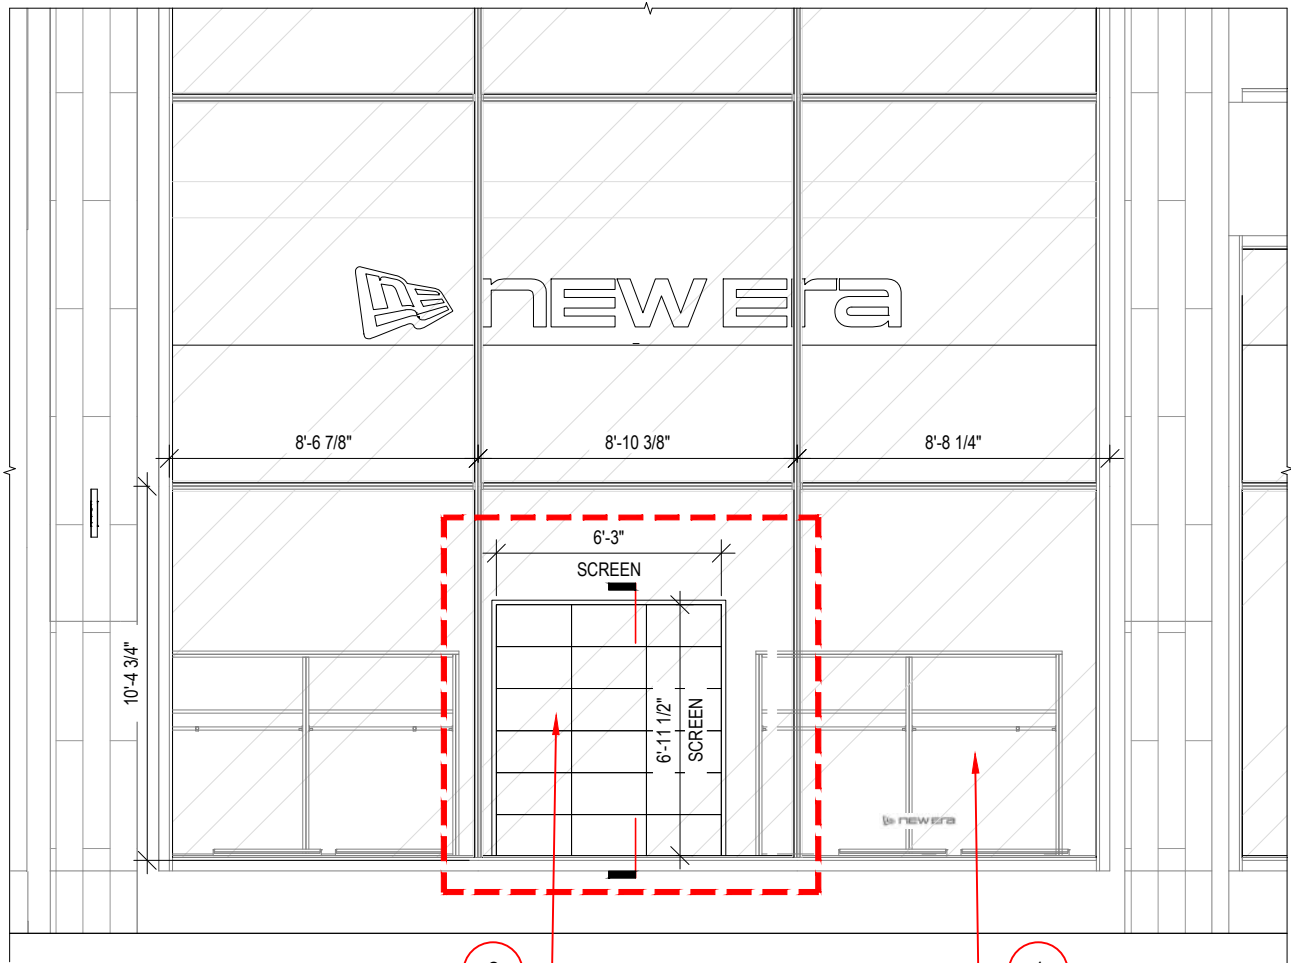 new era
8'-6 7/8"
8'-10 3/8"
8'-8 1/4"
6'-3"
SCREEN
10'-4 3/4"
6'-11 1/2"
SCREEN
new era